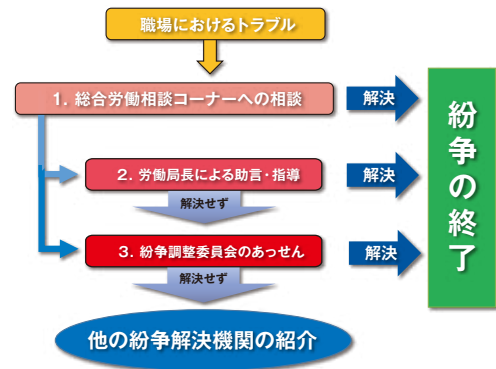 職場におけるトラブル
1. 総合労働相談コーナーへの相談
解決
2. 労働局長による助言・指導
解決
解決せず
3. 紛争調整委員会のあっせん
解決
解決せず
他の紛争解決機関の紹介
紛争の終了